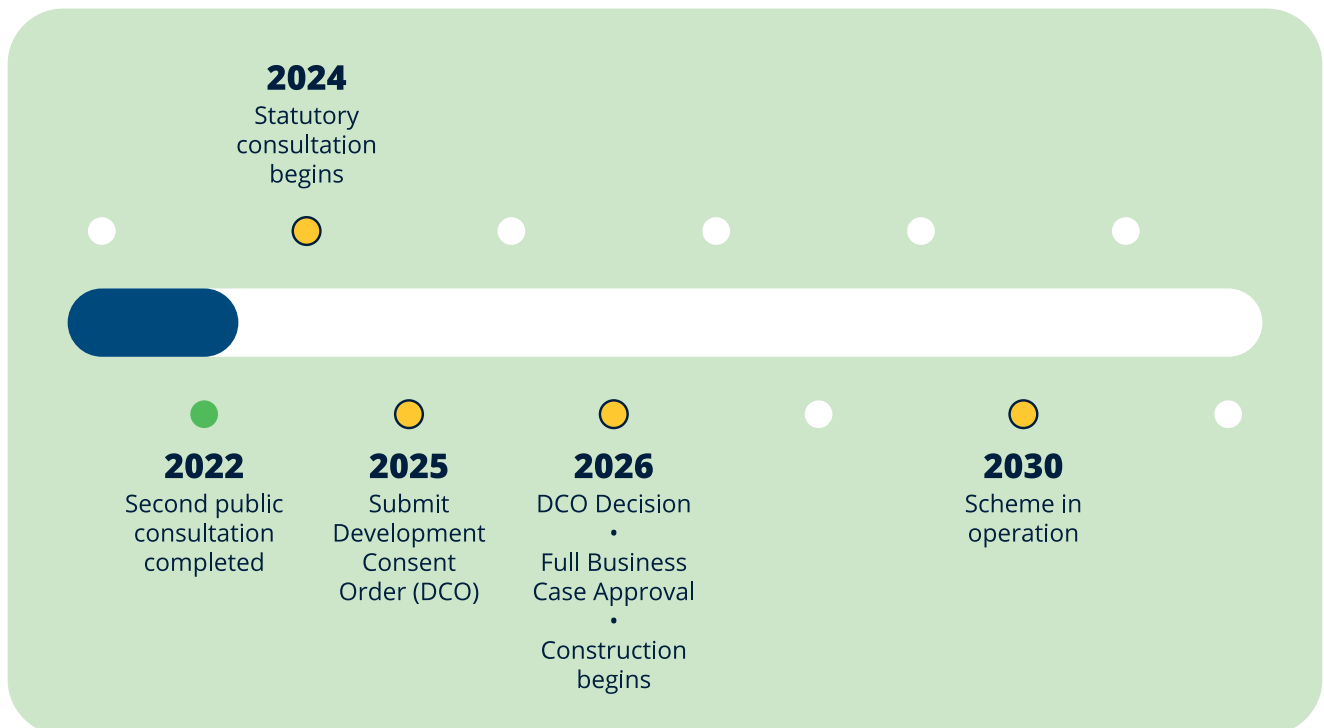 2024
Statutory
consultation
begins
2022
Second public
consultation
completed
2025
Submit
Development
Consent
Order (DCO)
2026
DCO Decision
•
Full Business
Case Approval
•
Construction
begins
2030
Scheme in
operation